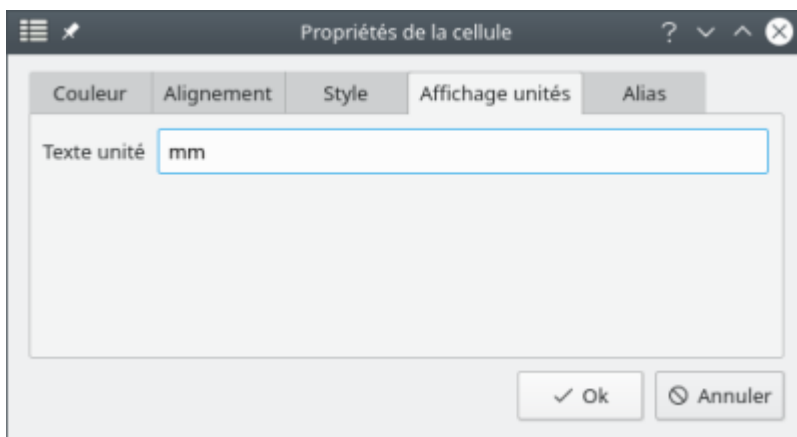 Propriétés de la cellule ?
Couleur Alignement Style Affichage unités Alias
Texte unité mm
Ok Annuler